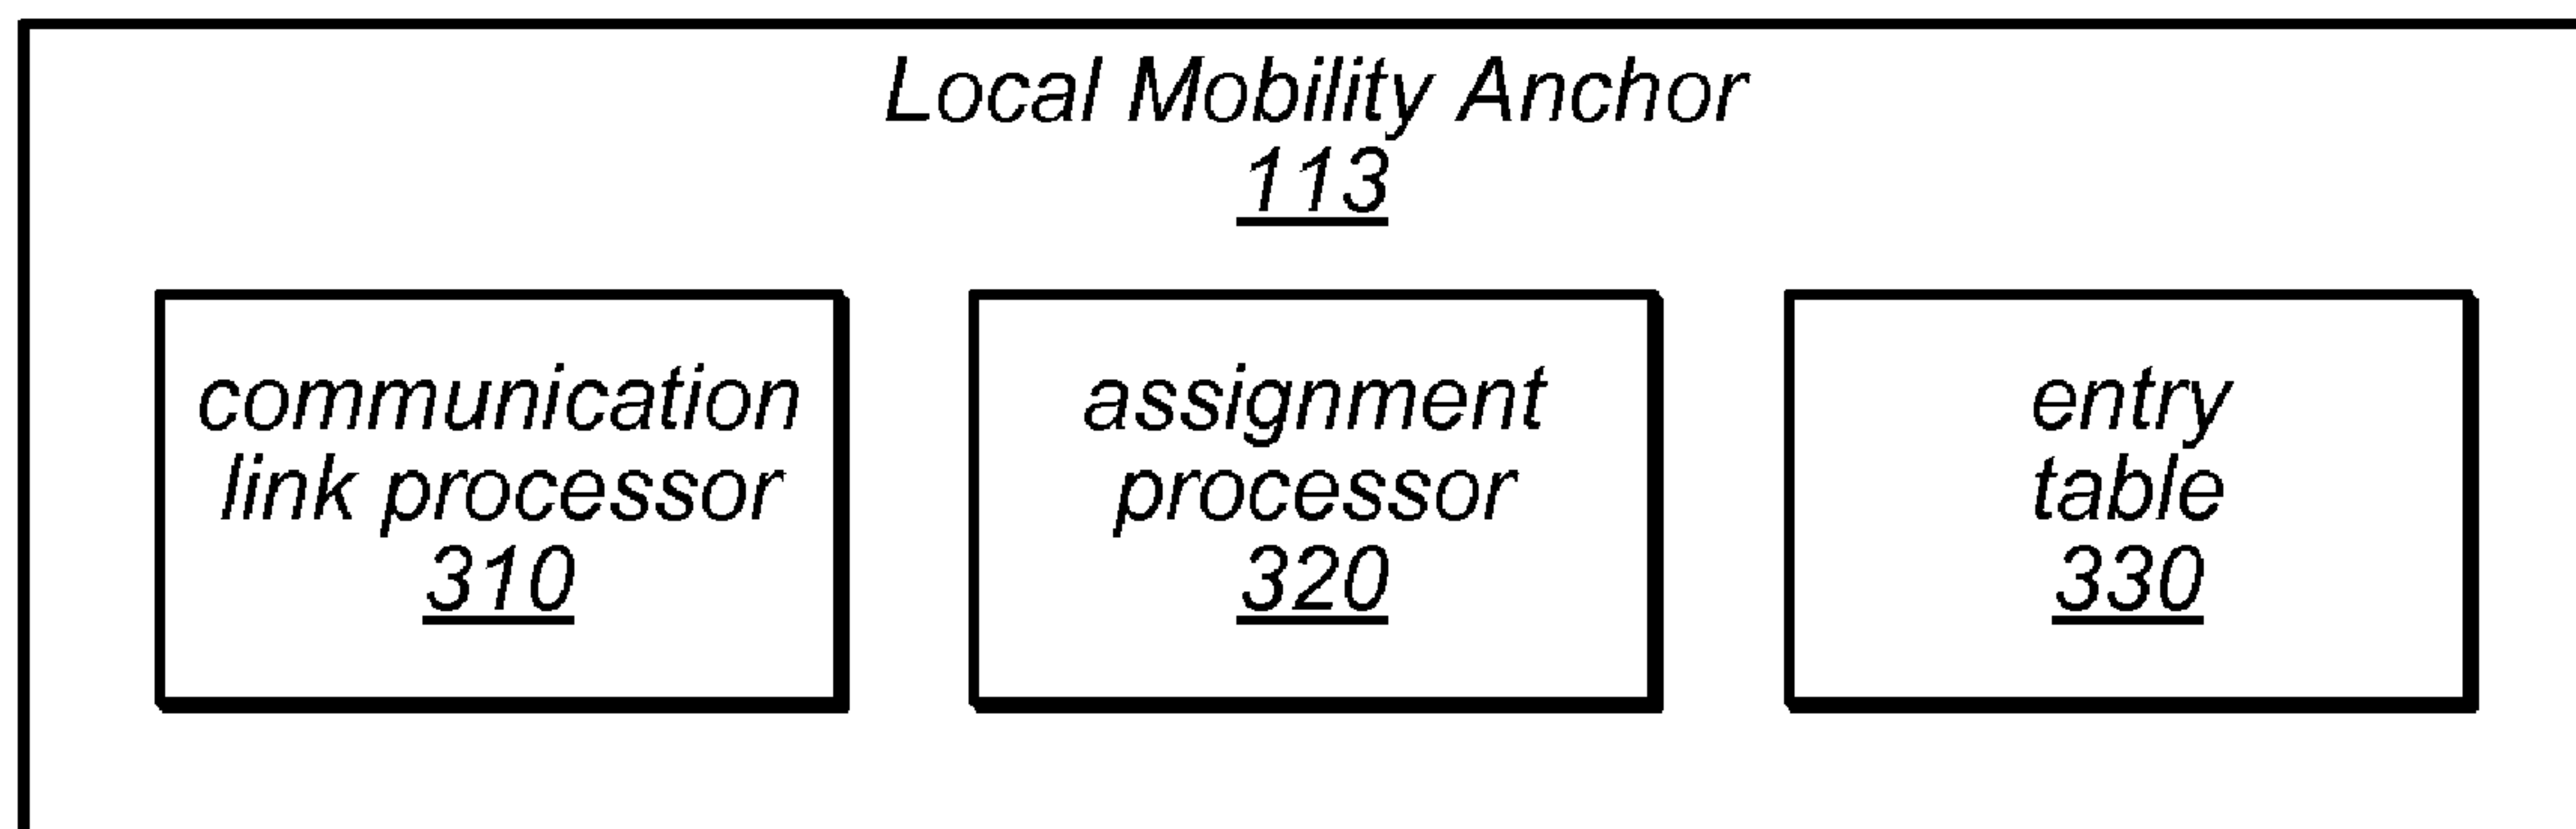 Local Mobility Anchor
113
communication
link processor
310
assignment
processor
320
entry
table
330